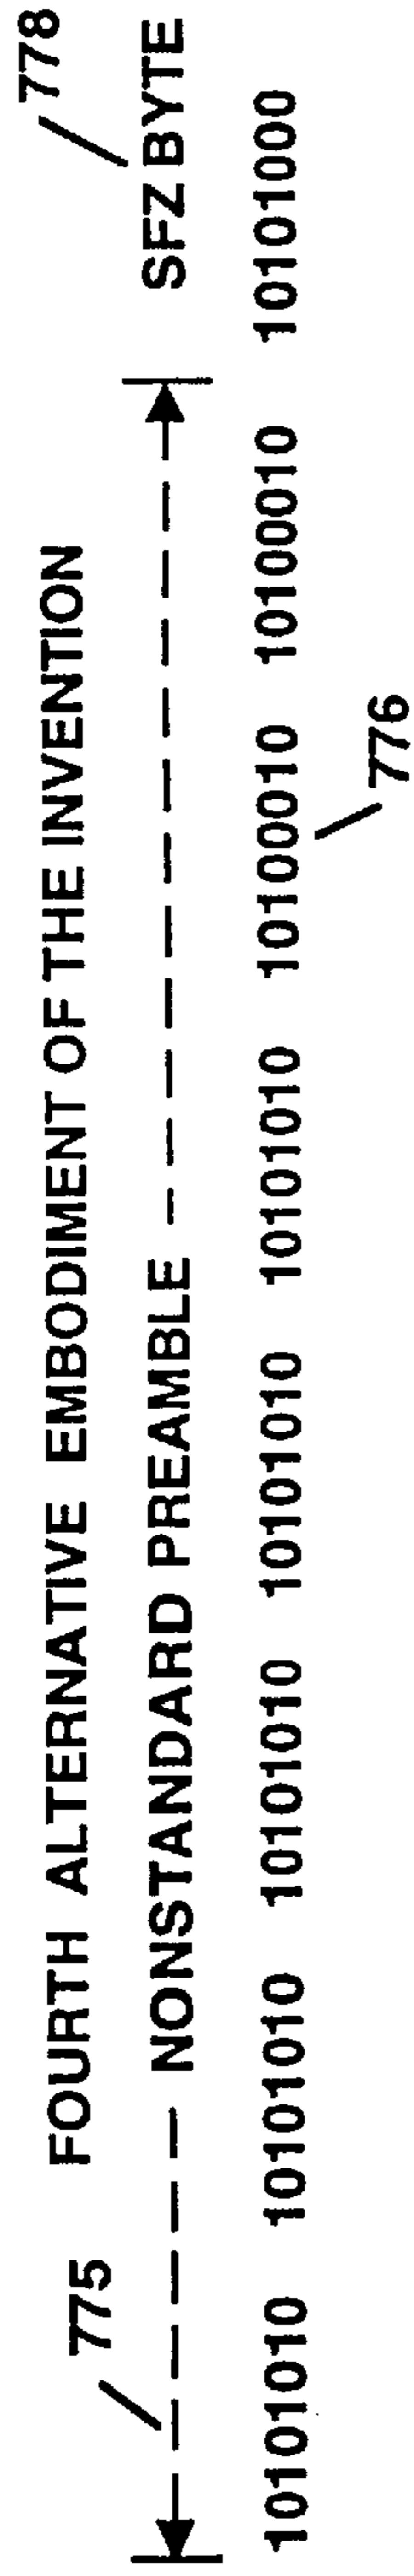 778
FOURTH ALTERNATIVE EMBODIMENT OF THE INVENTION
775
NONSTANDARD PREAMBLE
SFZ BYTE
10101010 10101010 10101010 10101010 10101010 10100010 10100010 10101000
776